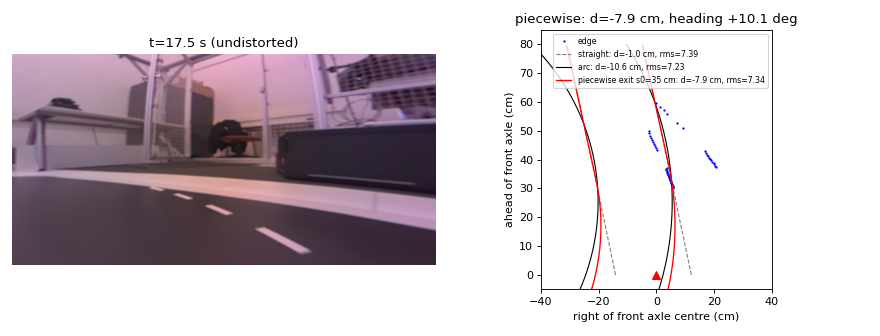 t=17.5 s (undistorted)
piecewise: d=-7.9 cm, heading +10.1 deg
edge
straight: d=-1.0 cm, rms=7.39
arc: d=-10.6 cm, rms=7.23
piecewise exit s0=35 cm: d=-7.9 cm, rms=7.34
ahead of front axle (cm)
80
70
60
50
40
30
20
10
0
−40
−20
0
20
40
right of front axle centre (cm)